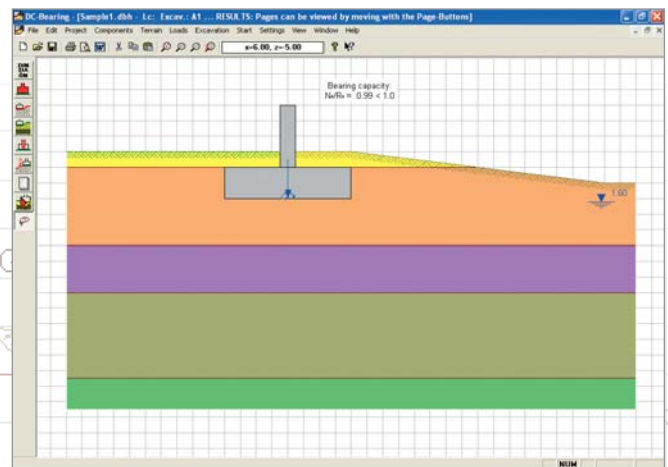 DC-Bearing - [Sample1.dbh - Lc: Excav.: A1 ... RESULTS: Pages can be viewed by moving with the Page-Buttons]
File Edit Project Components Terrain Loads Excavation Start Settings View Window Help
x=6.00, z=-5.00
Bearing capacity:
= 0.99 < 1.0
1.60
NUM